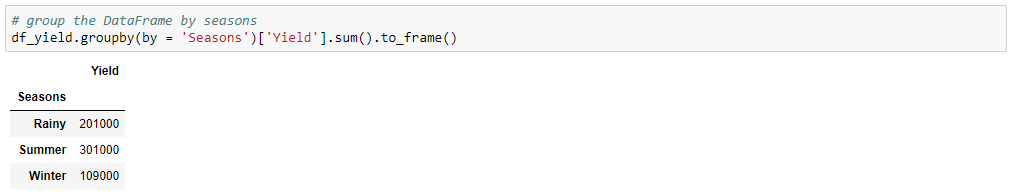 # group the DataFrame by seasons
df_yield.groupby(by = 'Seasons')['Yield'].sum().to_frame()
Yield
Seasons
Rainy 201000
Summer 301000
Winter 109000